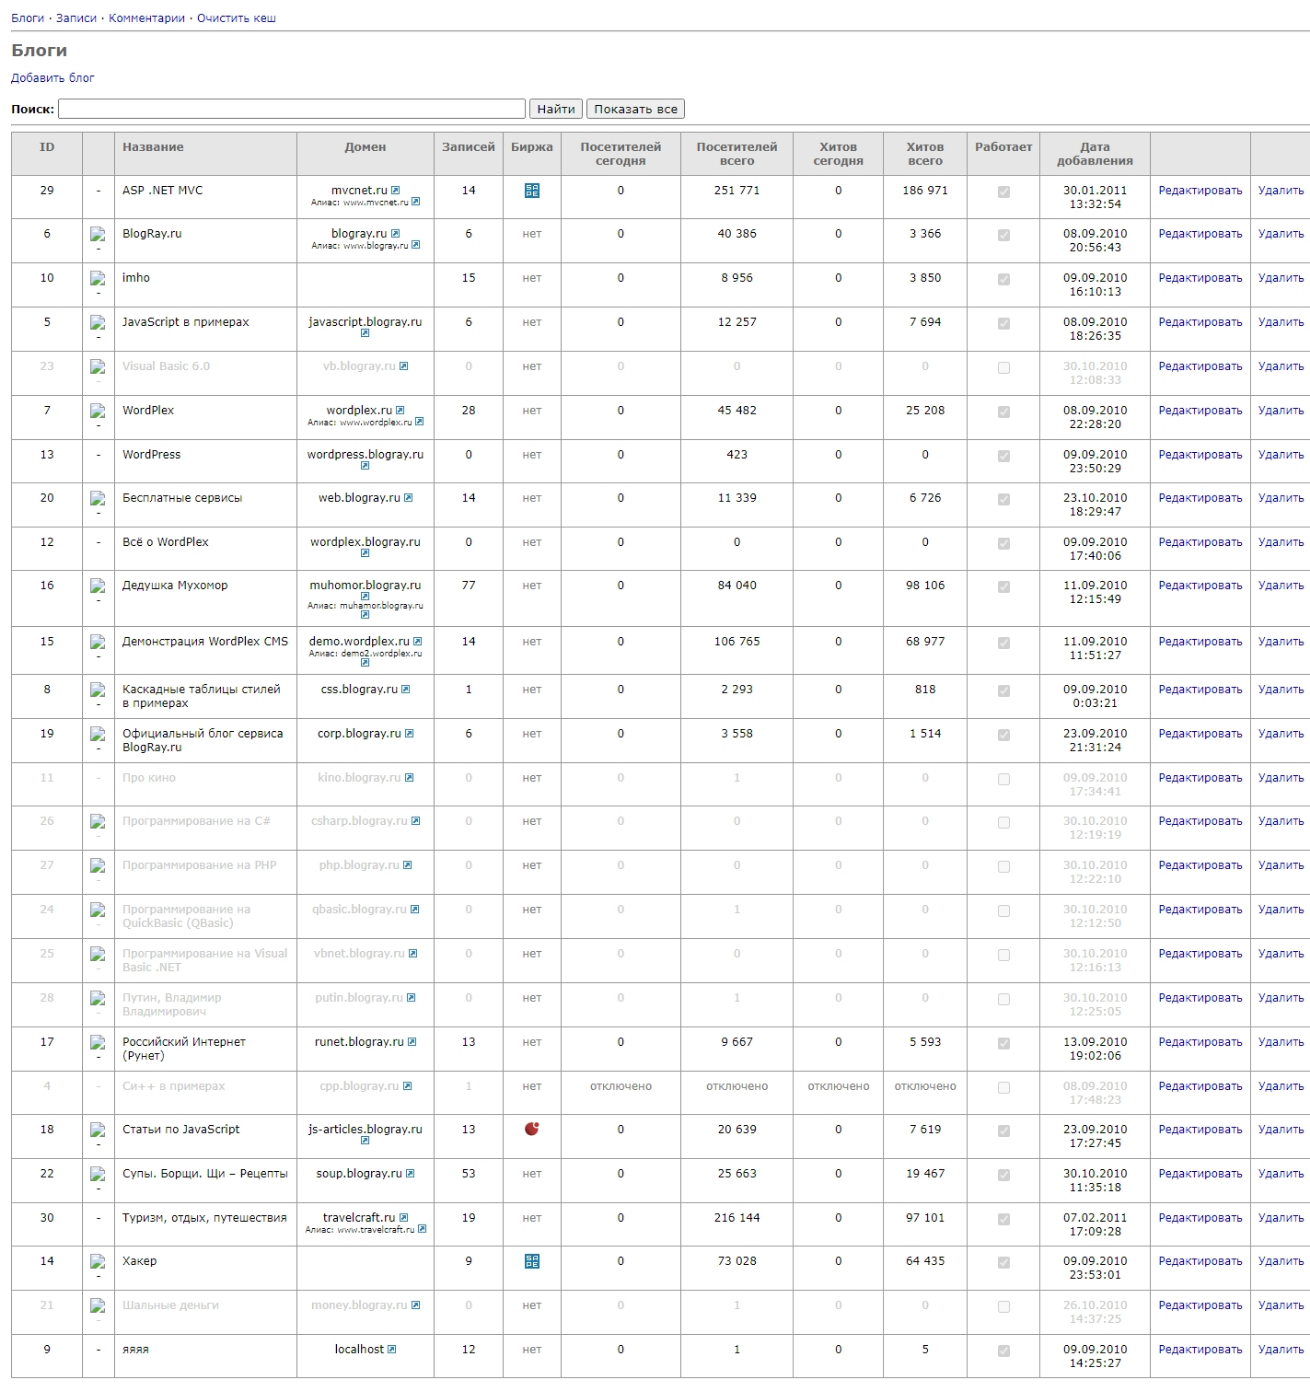 Блоги · Записи · Комментарии · Очистить кеш
Блоги
Добавить блог
Поиск: Найти Показать все
ID Название Домен Записей Биржа Посетителей сегодня Посетителей всего Хитов сегодня Хитов всего Работает Дата добавления
29 - ASP .NET MVC mvcnet.ru 14 SAPE 0 251 771 0 186 971 30.01.2011 13:32:54 Редактировать Удалить
Алиас: www.mvcnet.ru
6 - BlogRay.ru blogray.ru 6 нет 0 40 386 0 3 366 08.09.2010 20:56:43 Редактировать Удалить
Алиас: www.blogray.ru
10 - imho 15 нет 0 8 956 0 3 850 09.09.2010 16:10:13 Редактировать Удалить
5 - JavaScript в примерах javascript.blogray.ru 6 нет 0 12 257 0 7 694 08.09.2010 18:26:35 Редактировать Удалить
23 - Visual Basic 6.0 vb.blogray.ru 0 нет 0 0 0 0 30.10.2010 12:08:33 Редактировать Удалить
7 - WordPlex wordplex.ru 28 нет 0 45 482 0 25 208 08.09.2010 22:28:20 Редактировать Удалить
Алиас: www.wordplex.ru
13 - WordPress wordpress.blogray.ru 0 нет 0 423 0 0 09.09.2010 23:50:29 Редактировать Удалить
20 - Бесплатные сервисы web.blogray.ru 14 нет 0 11 339 0 6 726 23.10.2010 18:29:47 Редактировать Удалить
12 - Всё о WordPlex wordplex.blogray.ru 0 нет 0 0 0 0 09.09.2010 17:40:06 Редактировать Удалить
16 - Дедушка Мухомор muhomor.blogray.ru 77 нет 0 84 040 0 98 106 11.09.2010 12:15:49 Редактировать Удалить
Алиас: muhamor.blogray.ru
15 - Демонстрация WordPlex CMS demo.wordplex.ru 14 нет 0 106 765 0 68 977 11.09.2010 11:51:27 Редактировать Удалить
Алиас: demo2.wordplex.ru
8 - Каскадные таблицы стилей в примерах css.blogray.ru 1 нет 0 2 293 0 818 09.09.2010 0:03:21 Редактировать Удалить
19 - Официальный блог сервиса BlogRay.ru corp.blogray.ru 6 нет 0 3 558 0 1 514 23.09.2010 21:31:24 Редактировать Удалить
11 - Про кино kino.blogray.ru 0 нет 0 1 0 0 09.09.2010 17:34:41 Редактировать Удалить
26 - Программирование на C# csharp.blogray.ru 0 нет 0 0 0 0 30.10.2010 12:19:19 Редактировать Удалить
27 - Программирование на PHP php.blogray.ru 0 нет 0 0 0 0 30.10.2010 12:22:10 Редактировать Удалить
24 - Программирование на QuickBasic (QBasic) qbasic.blogray.ru 0 нет 0 1 0 0 30.10.2010 12:12:50 Редактировать Удалить
25 - Программирование на Visual Basic .NET vbnet.blogray.ru 0 нет 0 0 0 0 30.10.2010 12:16:13 Редактировать Удалить
28 - Путин, Владимир Владимирович putin.blogray.ru 0 нет 0 1 0 0 30.10.2010 12:25:05 Редактировать Удалить
17 - Российский Интернет (Рунет) runet.blogray.ru 13 нет 0 9 667 0 5 593 13.09.2010 19:02:06 Редактировать Удалить
4 - Си++ в примерах cpp.blogray.ru 1 нет отключено отключено отключено отключено 08.09.2010 17:48:23 Редактировать Удалить
18 - Статьи по JavaScript js-articles.blogray.ru 13 0 20 639 0 7 619 23.09.2010 17:27:45 Редактировать Удалить
22 - Супы. Борщи. Щи – Рецепты soup.blogray.ru 53 нет 0 25 663 0 19 467 30.10.2010 11:35:18 Редактировать Удалить
30 - Туризм, отдых, путешествия travelcraft.ru 19 нет 0 216 144 0 97 101 07.02.2011 17:09:28 Редактировать Удалить
Алиас: www.travelcraft.ru
14 - Хакер 9 SAPE 0 73 028 0 64 435 09.09.2010 23:53:01 Редактировать Удалить
21 - Шальные деньги money.blogray.ru 0 нет 0 1 0 0 26.10.2010 14:37:25 Редактировать Удалить
9 - яяяя localhost 12 нет 0 1 0 5 09.09.2010 14:25:27 Редактировать Удалить